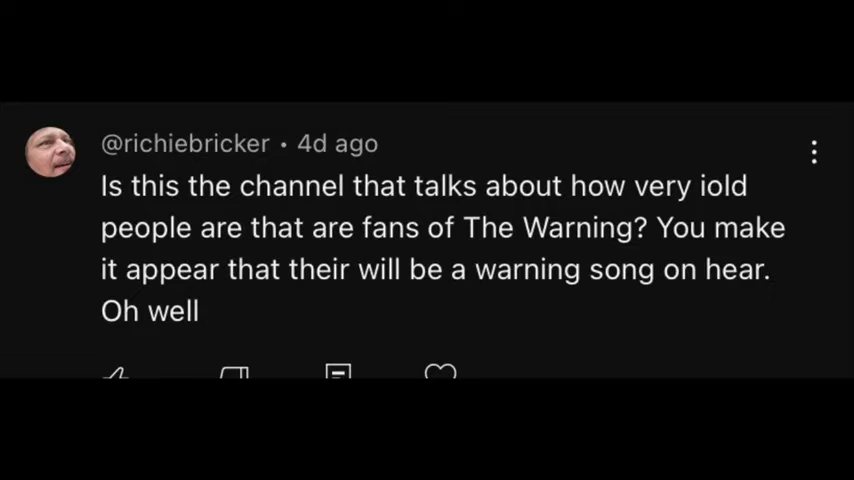 @richiebricker • 4d ago
Is this the channel that talks about how very iold
people are that are fans of The Warning? You make
it appear that their will be a warning song on hear.
Oh well